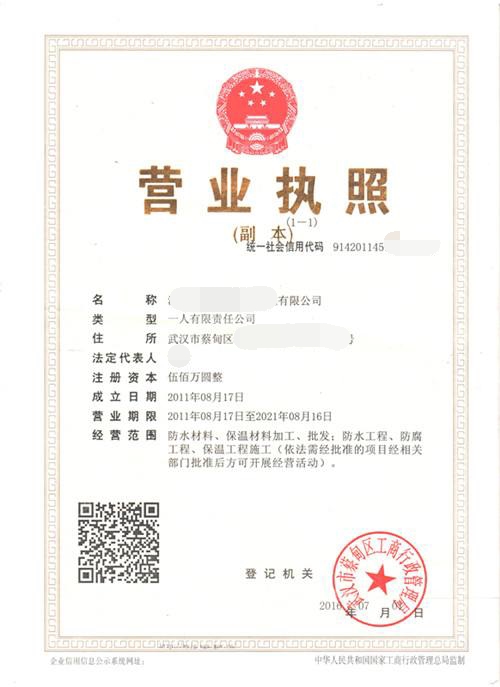 营业执照
(副 本)
(1-1)
统一社会信用代码 914201145
名 称 有限公司
类 型 一人有限责任公司
住 所 武汉市蔡甸区 号
法定代表人
注册资本 伍佰万圆整
成立日期 2011年08月17日
营业期限 2011年08月17日至2021年08月16日
经营范围 防水材料、保温材料加工、批发；防水工程、防腐
工程、保温工程施工（依法需经批准的项目经相关
部门批准后方可开展经营活动）。
登记机关
武汉市蔡甸区工商行政管理局
2016 07
年 月 日
企业信用信息公示系统网址：
中华人民共和国国家工商行政管理总局监制